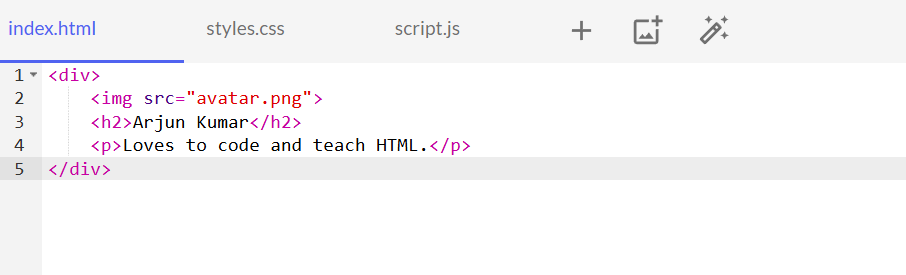 index.html styles.css script.js
1 <div>
2 <img src="avatar.png">
3 <h2>Arjun Kumar</h2>
4 <p>Loves to code and teach HTML.</p>
5 </div>